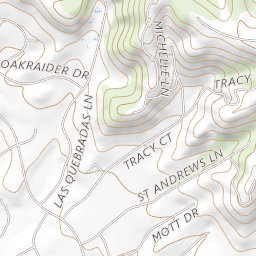 MICHELLE LN
OAKRAIDER DR
TRACY
LAS QUEBRADAS LN
TRACY CT
ST ANDREWS LN
MOTT DR